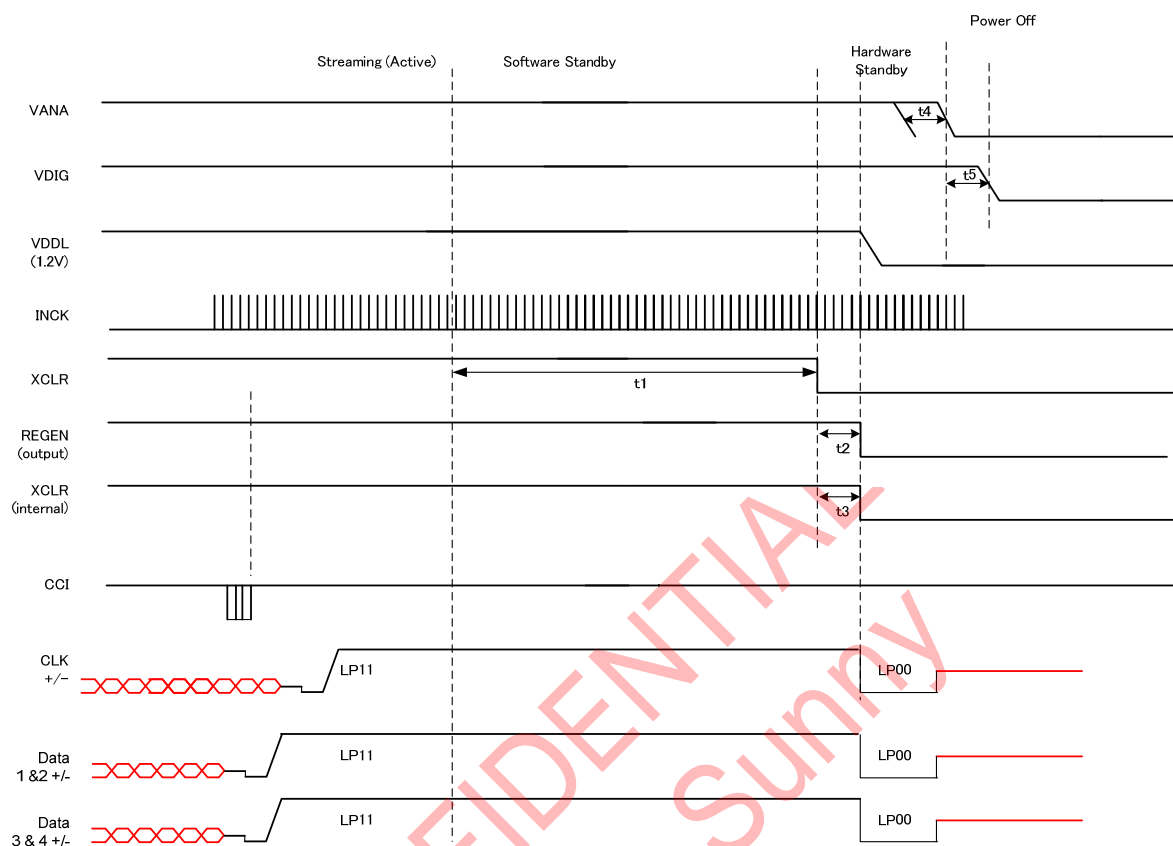 Power Off
Streaming (Active)
Software Standby
Hardware
Standby
VANA
t4
VDIG
t5
VDDL
(1.2V)
INCK
XCLR
t1
REGEN
(output)
t2
XCLR
(internal)
t3
CCI
CLK
+/-
LP11
LP00
Data
1 &2 +/-
LP11
LP00
Data
3 & 4 +/-
LP11
LP00
FIDENTIAL
Sunny